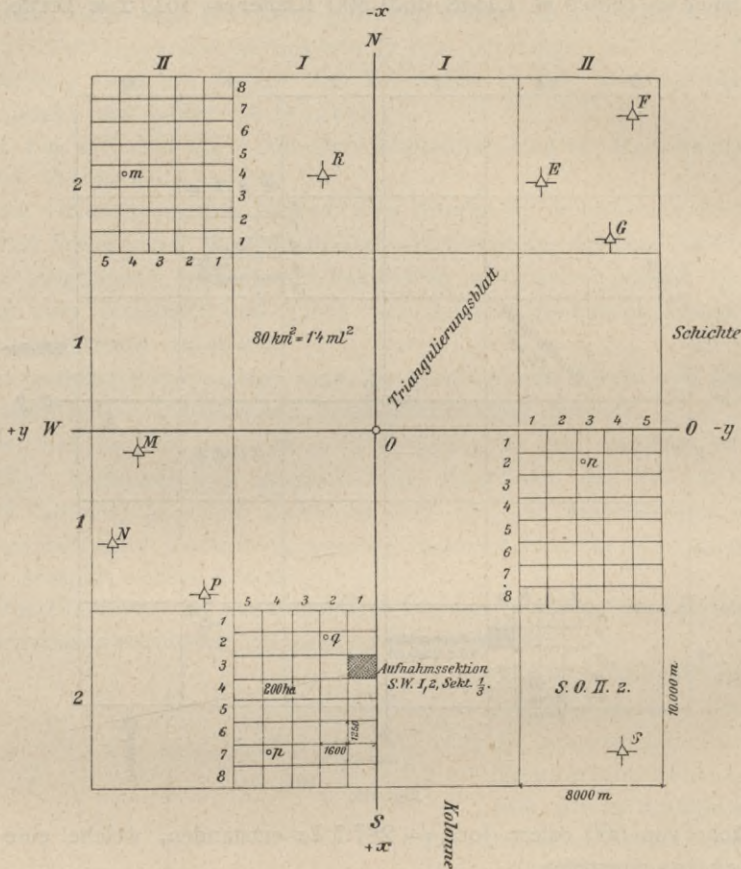 -x
N
II I I II
8
7
6
5
4
3
2
1
5 4 3 2 1
2
m
R
F
E
G
1
80 km² = 1·4 ml²
Triangulierungsblatt
Schichte
+y W
O
O -y
M
1
N
P
1 2 3 4 5
1
2
3
4
5
6
7
8
n
5 4 3 2 1
1
2
3
4
5
6
7
8
q
200ha
1250
1600
p
2
Aufnahmssektion
S.W. I, 2, Sekt. 1/3.
S. O. II. 2.
10.000 m
S
8000 m
S
+x
Kolonne